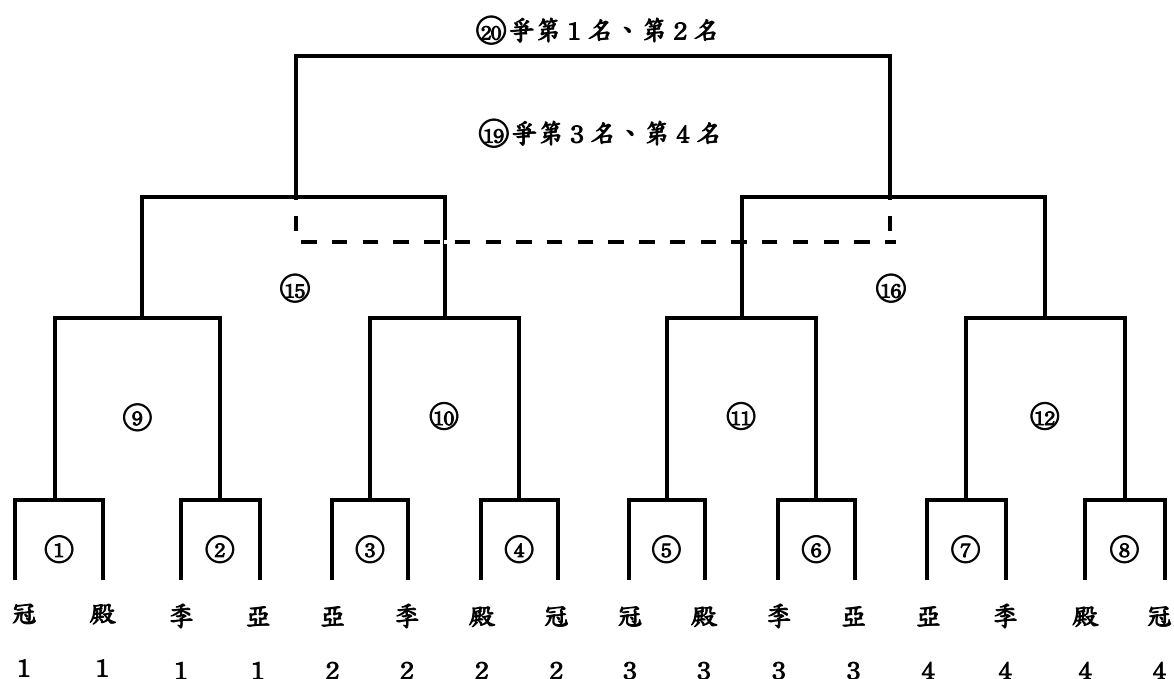 ⑳爭第1名、第2名
⑲爭第3名、第4名
⑮ ⑯
⑨ ⑩ ⑪ ⑫
① ② ③ ④ ⑤ ⑥ ⑦ ⑧
冠 殿 季 亞 亞 季 殿 冠 冠 殿 季 亞 亞 季 殿 冠
1 1 1 1 2 2 2 2 3 3 3 3 4 4 4 4